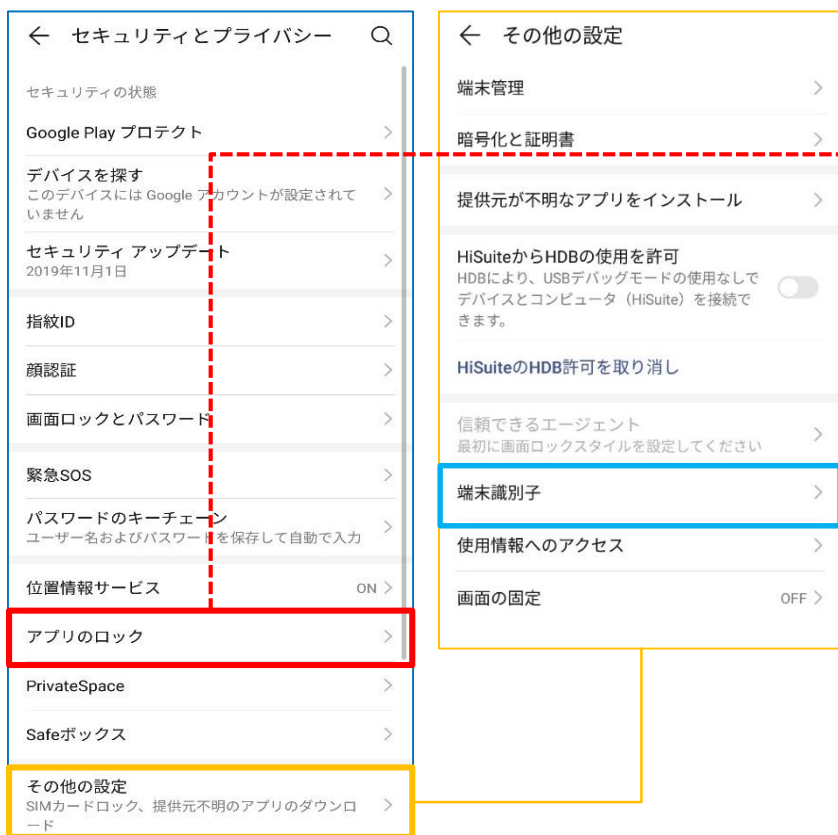 セキュリティとプライバシー
セキュリティの状態
Google Play プロテクト
デバイスを探す
このデバイスには Google アカウントが設定されて
いません
セキュリティ アップデート
2019年11月1日
指紋ID
顔認証
画面ロックとパスワード
緊急SOS
パスワードのキーチェーン
ユーザー名およびパスワードを保存して自動で入力
位置情報サービス ON
アプリのロック
PrivateSpace
Safeボックス
その他の設定
SIMカードロック、提供元不明のアプリのダウンロ
ード
その他の設定
端末管理
暗号化と証明書
提供元が不明なアプリをインストール
HiSuiteからHDBの使用を許可
HDBにより、USBデバッグモードの使用なしで
デバイスとコンピュータ（HiSuite）を接続で
きます。
HiSuiteのHDB許可を取り消し
信頼できるエージェント
最初に画面ロックスタイルを設定してください
端末識別子
使用情報へのアクセス
画面の固定 OFF